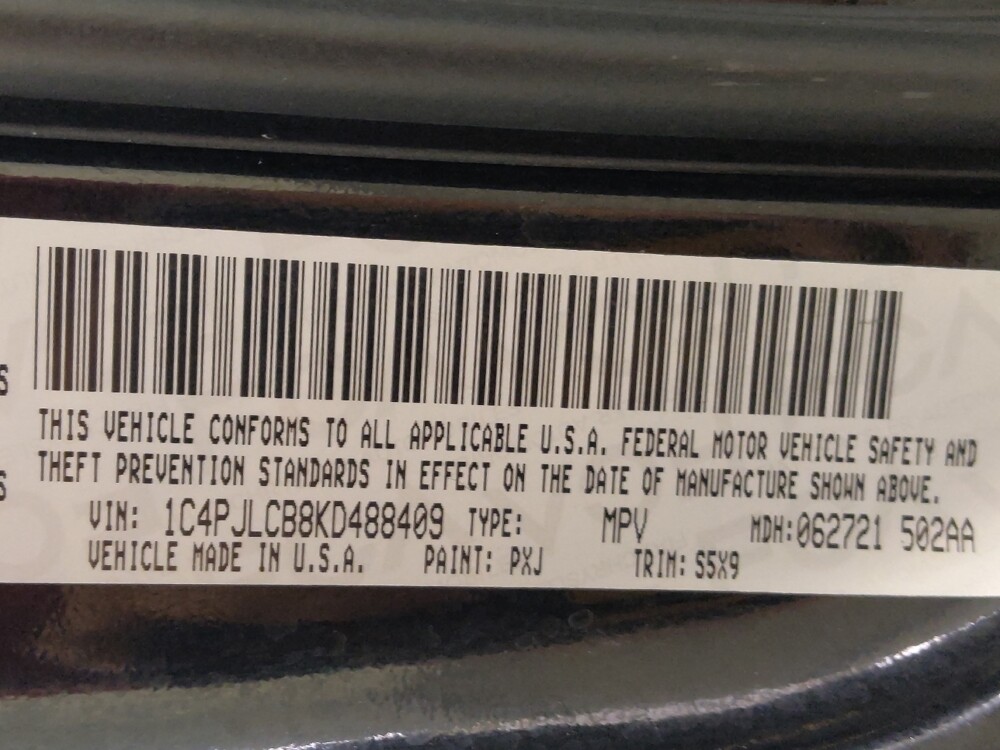 S
THIS VEHICLE CONFORMS TO ALL APPLICABLE U.S.A. FEDERAL MOTOR VEHICLE SAFETY AND
S THEFT PREVENTION STANDARDS IN EFFECT ON THE DATE OF MANUFACTURE SHOWN ABOVE.
VIN: 1C4PJLCB8KD488409 TYPE: MPV MDH:062721 502AA
VEHICLE MADE IN U.S.A. PAINT: PXJ TRIM: S5X9